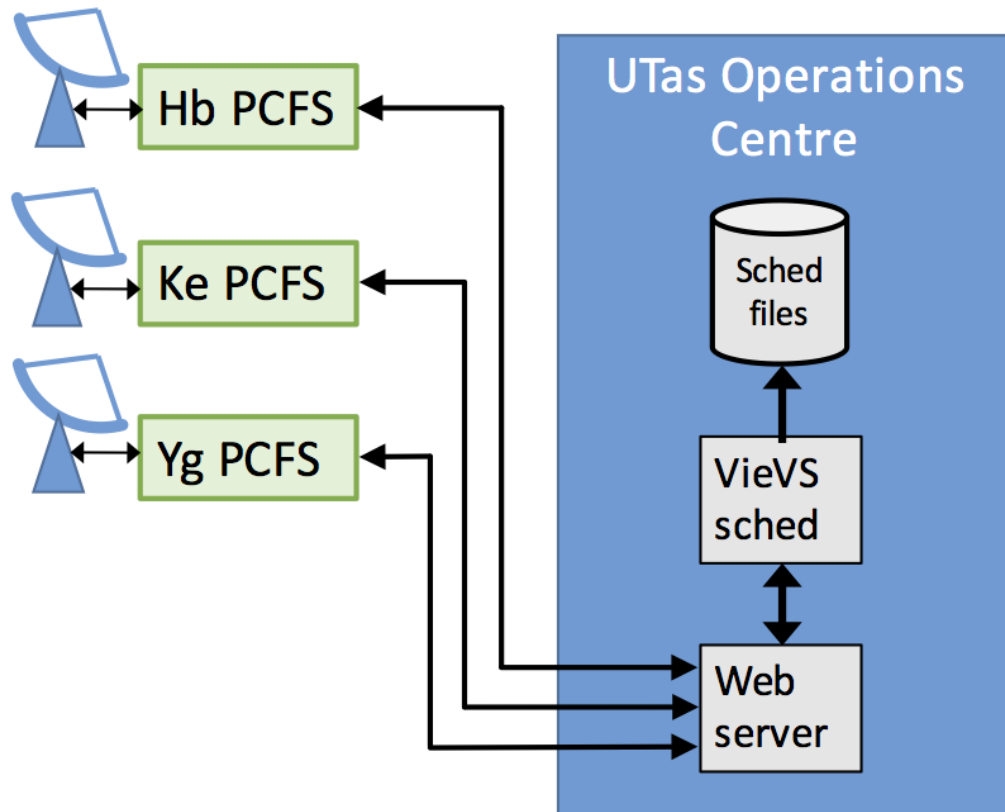 Hb PCFS
Ke PCFS
Yg PCFS
UTas Operations
Centre
Sched
files
VieVS
sched
Web
server